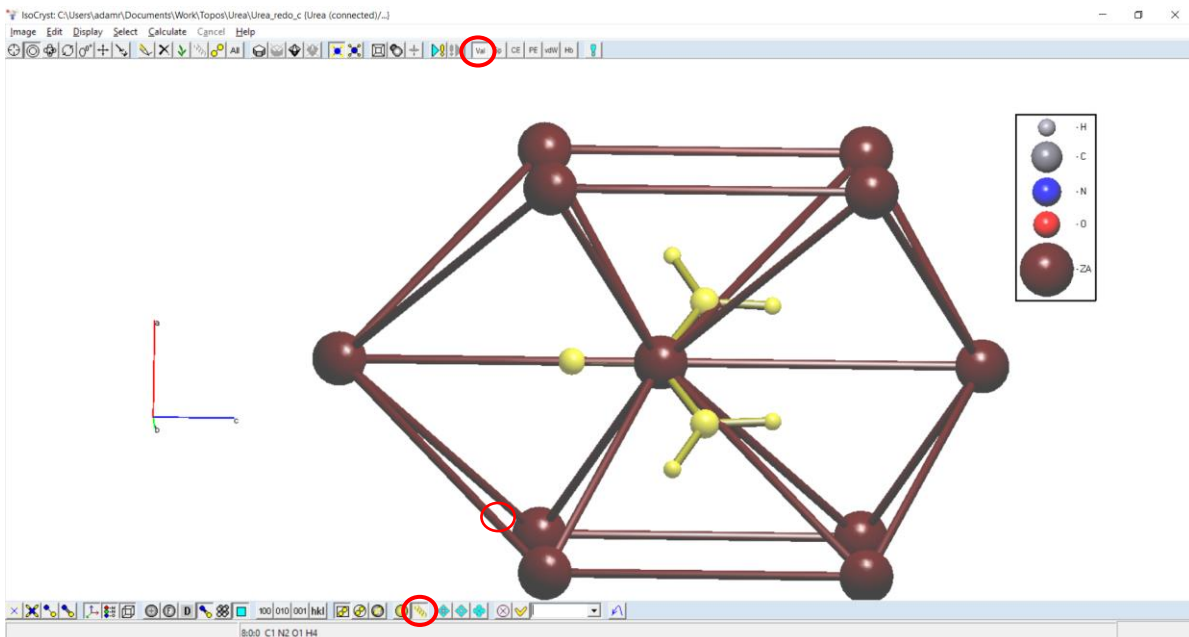 IsoCryst: C:\Users\adamr\Documents\Work\Topos\Urea\Urea_redo_c {Urea (connected)/...}
Image Edit Display Select Calculate Cancel Help
All Val CE PE vdW Hb
-H
-C
-N
-O
-ZA
a
c
b
D 100 010 001 hkl
8:0:0 C1 N2 O1 H4